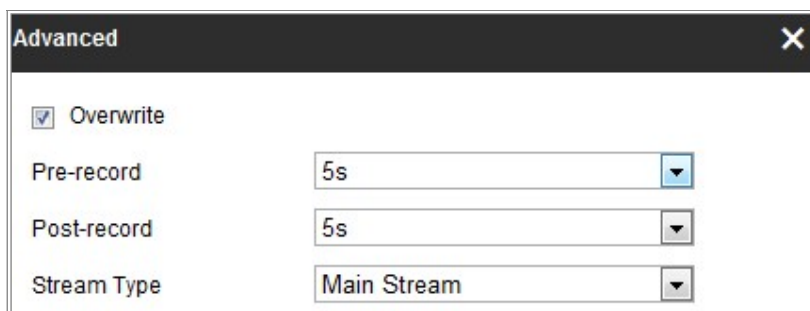 Advanced
Overwrite
Pre-record 5s
Post-record 5s
Stream Type Main Stream